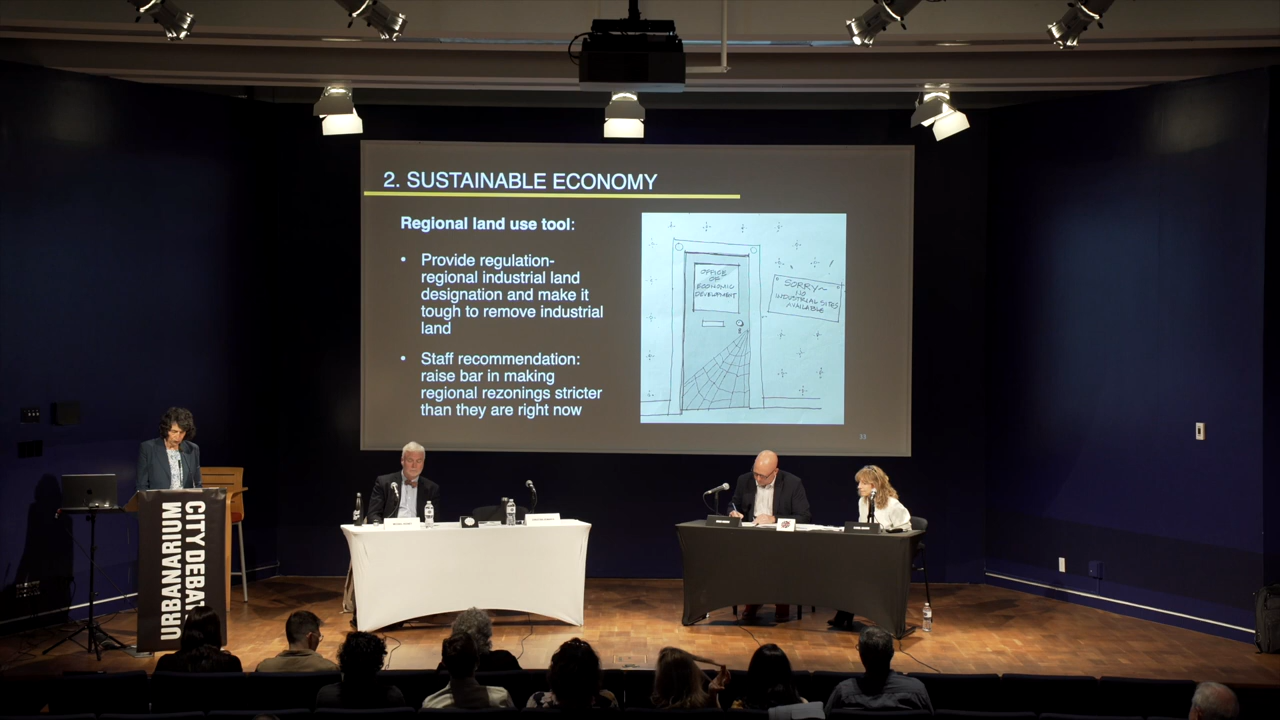 2. SUSTAINABLE ECONOMY
Regional land use tool:
• Provide regulation-
regional industrial land
designation and make it
tough to remove industrial
land
• Staff recommendation:
raise bar in making
regional rezonings stricter
than they are right now
OFFICE
OF
ECONOMIC
DEVELOPMENT
SORRY~
NO
INDUSTRIAL SITES
AVAILABLE
URBANARIUM
CITY DEBAT